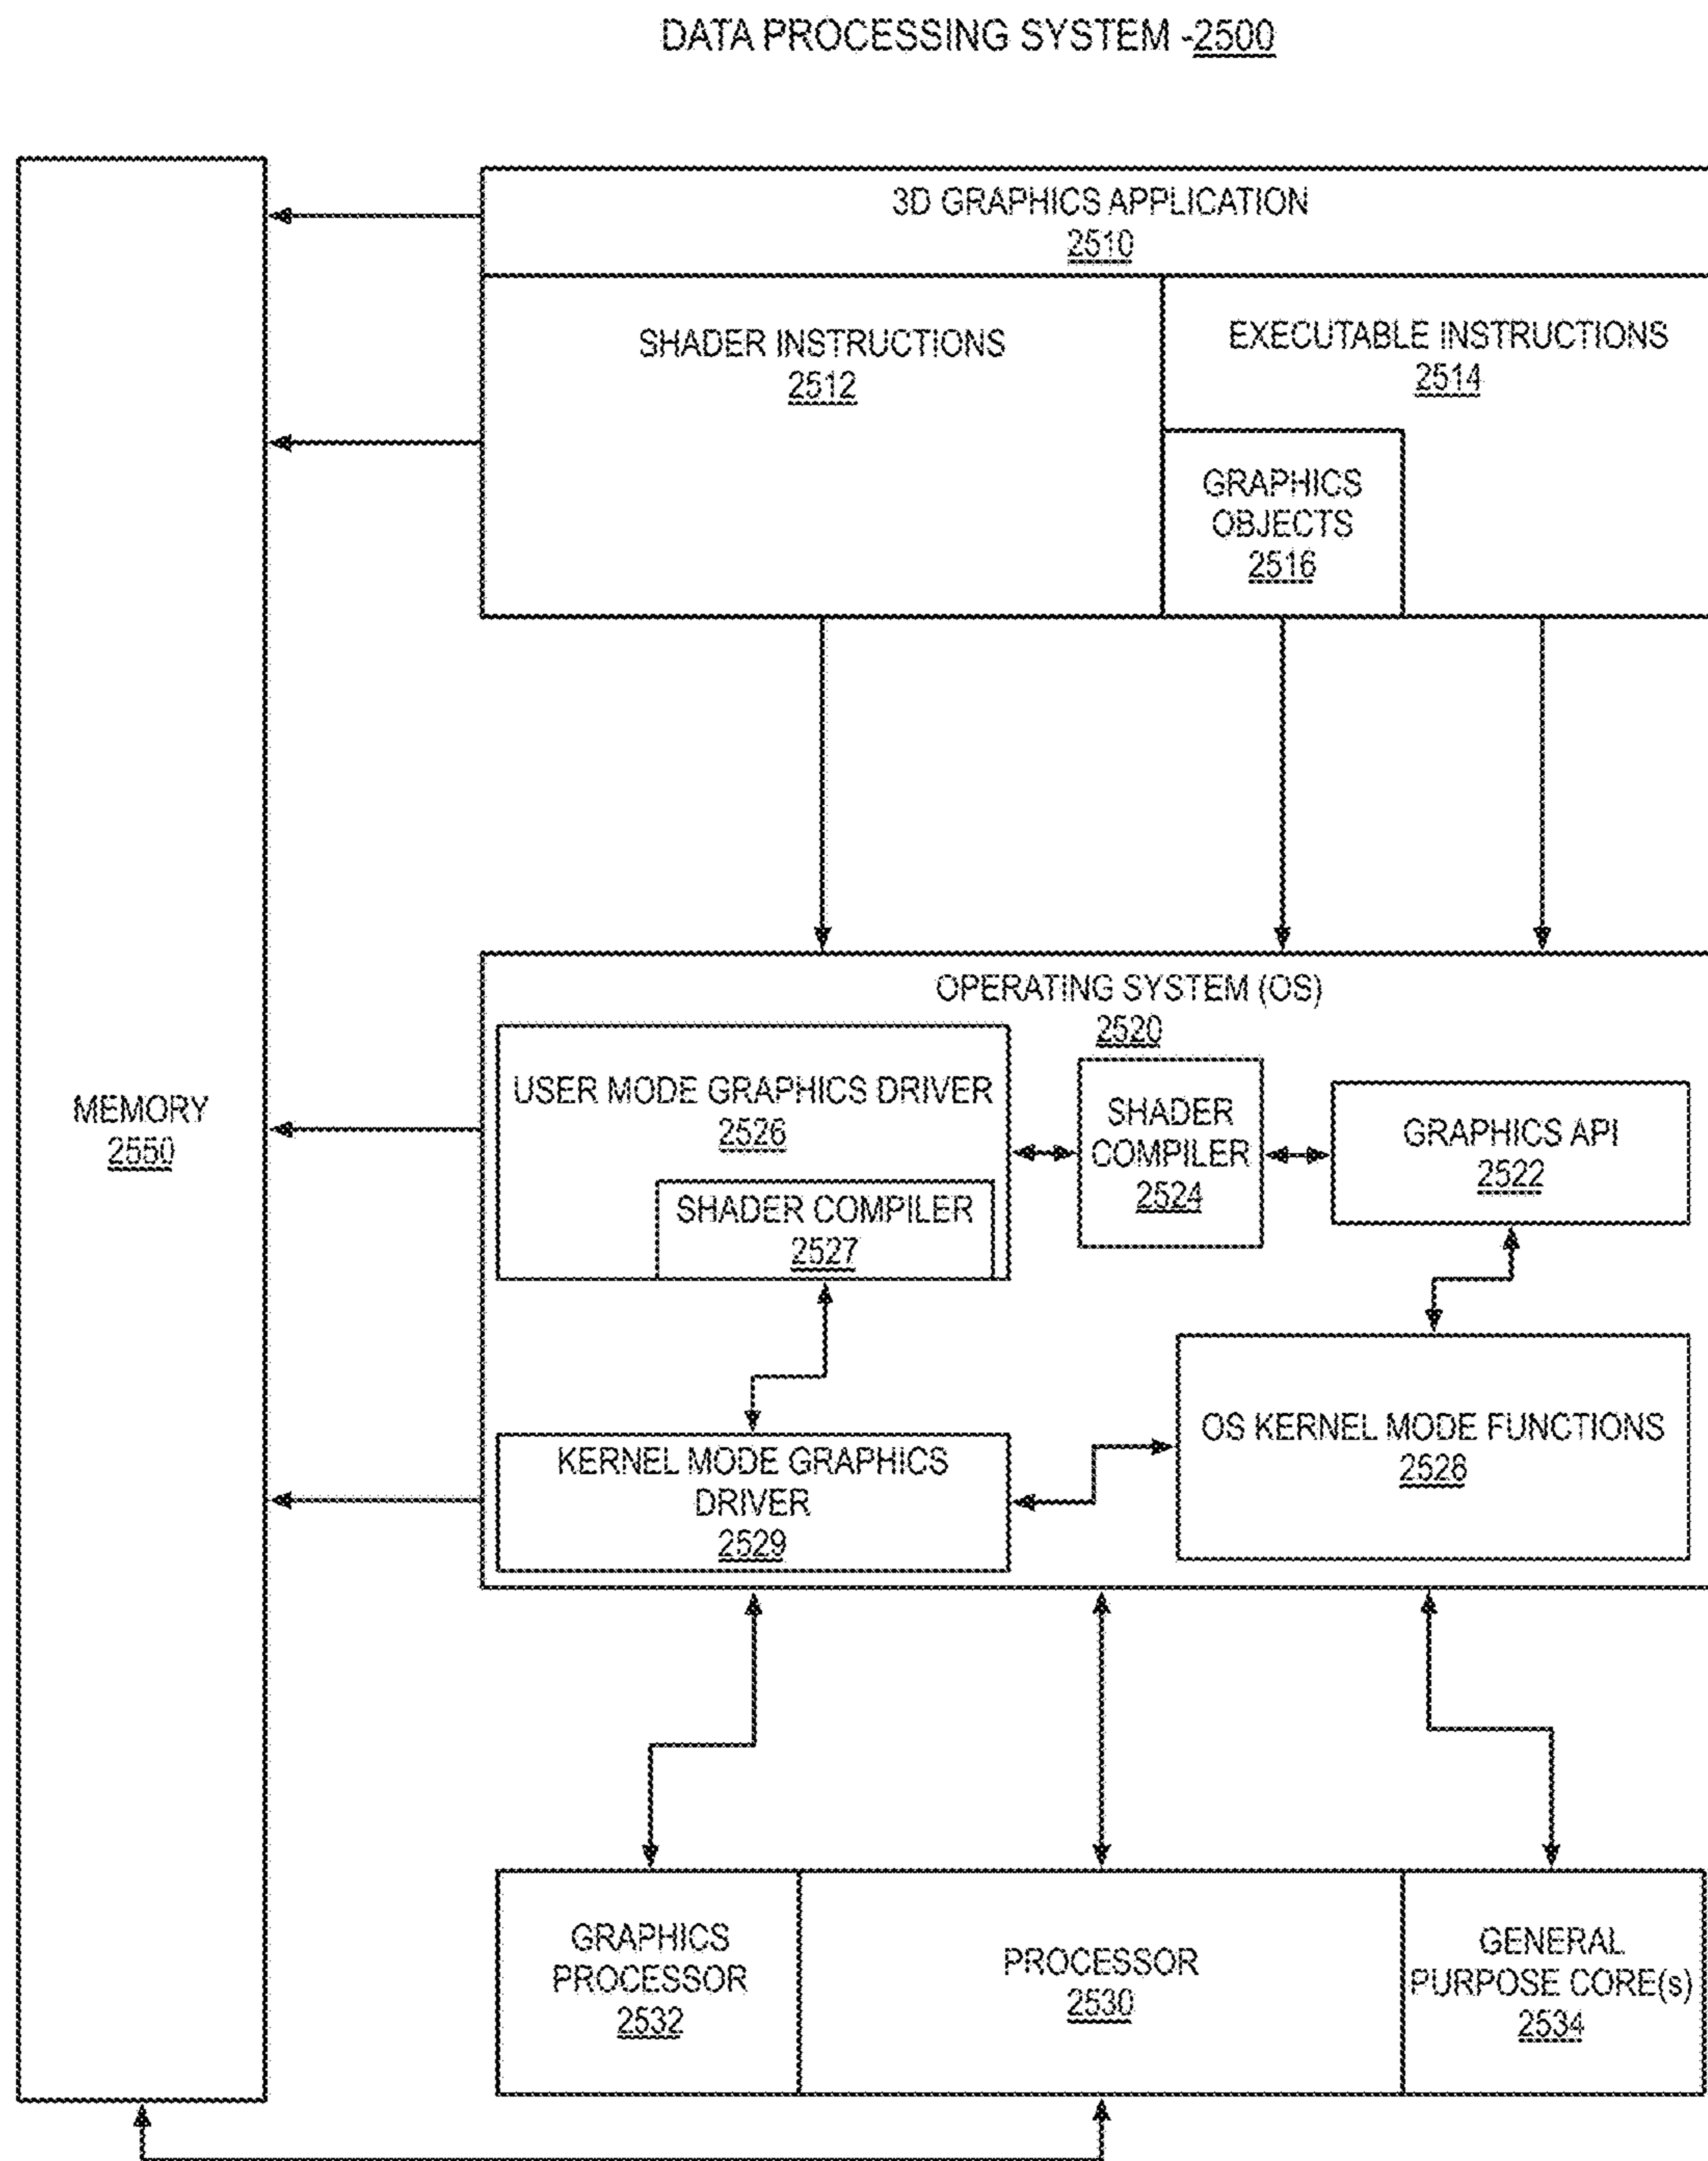 DATA PROCESSING SYSTEM -2500
3D GRAPHICS APPLICATION
2510
SHADER INSTRUCTIONS
2512
EXECUTABLE INSTRUCTIONS
2514
GRAPHICS
OBJECTS
2516
MEMORY
2550
OPERATING SYSTEM (OS)
2520
USER MODE GRAPHICS DRIVER
2526
SHADER COMPILER
2527
SHADER
COMPILER
2524
GRAPHICS API
2522
KERNEL MODE GRAPHICS
DRIVER
2529
OS KERNEL MODE FUNCTIONS
2528
GRAPHICS
PROCESSOR
2532
PROCESSOR
2530
GENERAL
PURPOSE CORE(s)
2534